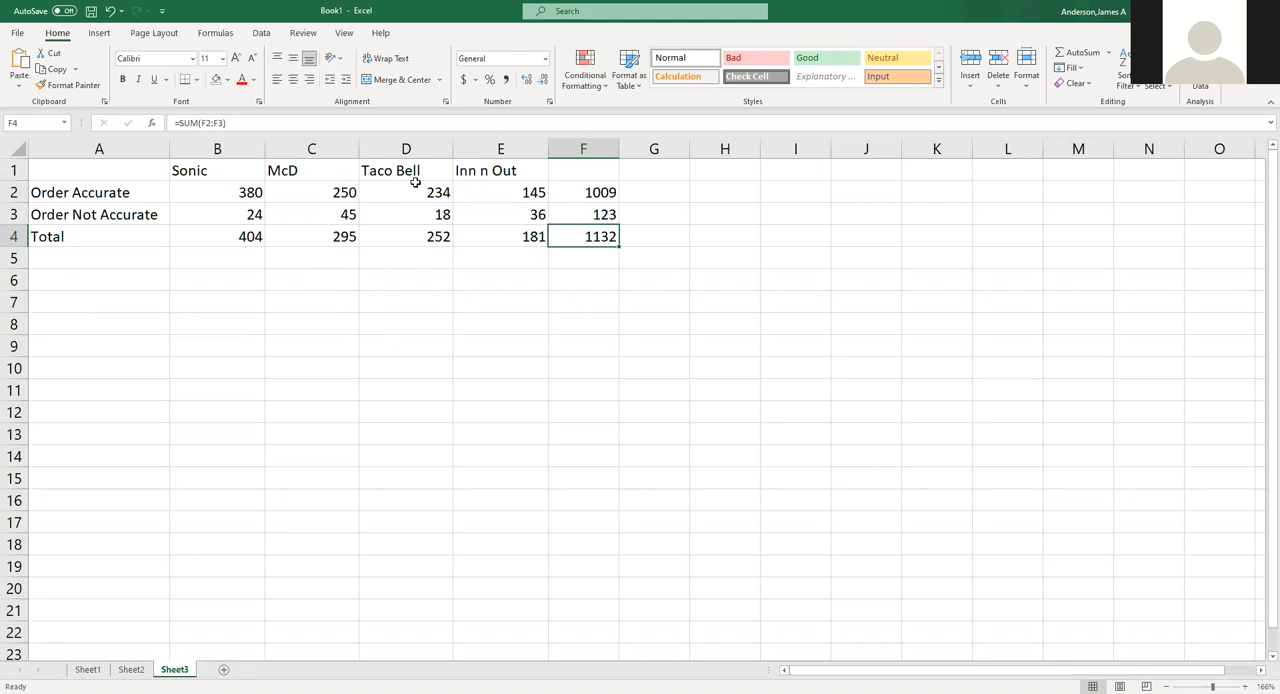 AutoSave Off Book1 - Excel Search Anderson,James A
File Home Insert Page Layout Formulas Data Review View Help
Paste Cut Copy Format Painter Clipboard
Calibri 11 A A B I U A Font
Wrap Text Merge & Center Alignment
General $ % , Number
Conditional Formatting Format as Table Normal Bad Good Neutral Calculation Check Cell Explanatory ... Input Styles
Insert Delete Format Cells
AutoSum Fill Clear Filter Select Editing
Data Analysis
F4 fx =SUM(F2:F3)
A B C D E F G H I J K L M N O
1 Sonic McD Taco Bell Inn n Out
2 Order Accurate 380 250 234 145 1009
3 Order Not Accurate 24 45 18 36 123
4 Total 404 295 252 181 1132
5
6
7
8
9
10
11
12
13
14
15
16
17
18
19
20
21
22
23
Sheet1 Sheet2 Sheet3
Ready 166%